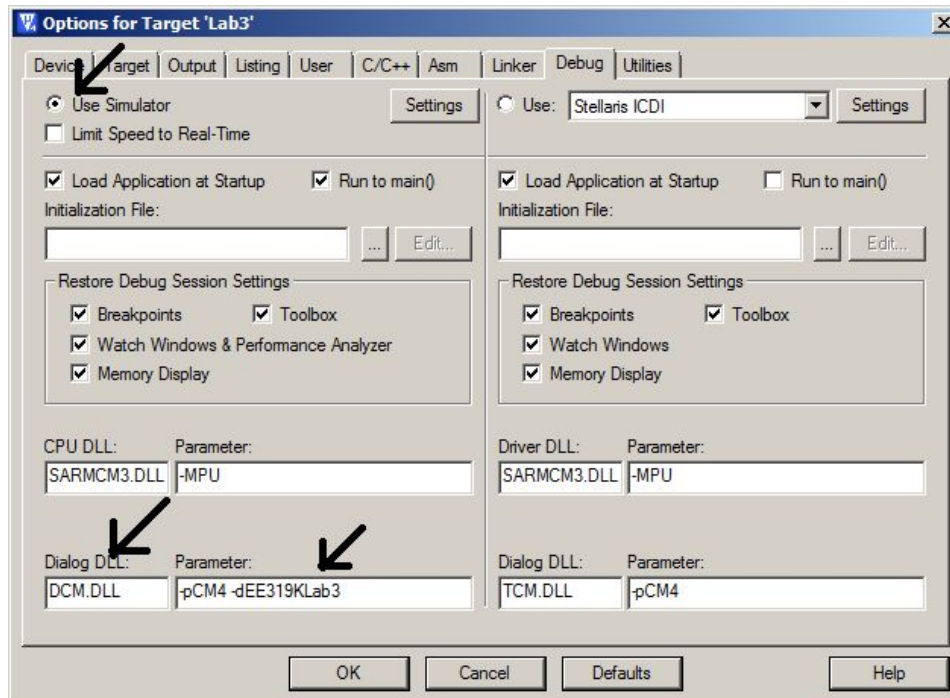 Options for Target 'Lab3'
Device Target Output Listing User C/C++ Asm Linker Debug Utilities
Use Simulator Settings
Limit Speed to Real-Time
Use: Stellaris ICDI Settings
Load Application at Startup Run to main()
Initialization File:
... Edit...
Load Application at Startup Run to main()
Initialization File:
... Edit...
Restore Debug Session Settings
Breakpoints Toolbox
Watch Windows & Performance Analyzer
Memory Display
Restore Debug Session Settings
Breakpoints Toolbox
Watch Windows
Memory Display
CPU DLL: Parameter:
SARMCM3.DLL -MPU
Driver DLL: Parameter:
SARMCM3.DLL -MPU
Dialog DLL: Parameter:
DCM.DLL -pCM4 -dEE319KLab3
Dialog DLL: Parameter:
TCM.DLL -pCM4
OK Cancel Defaults Help